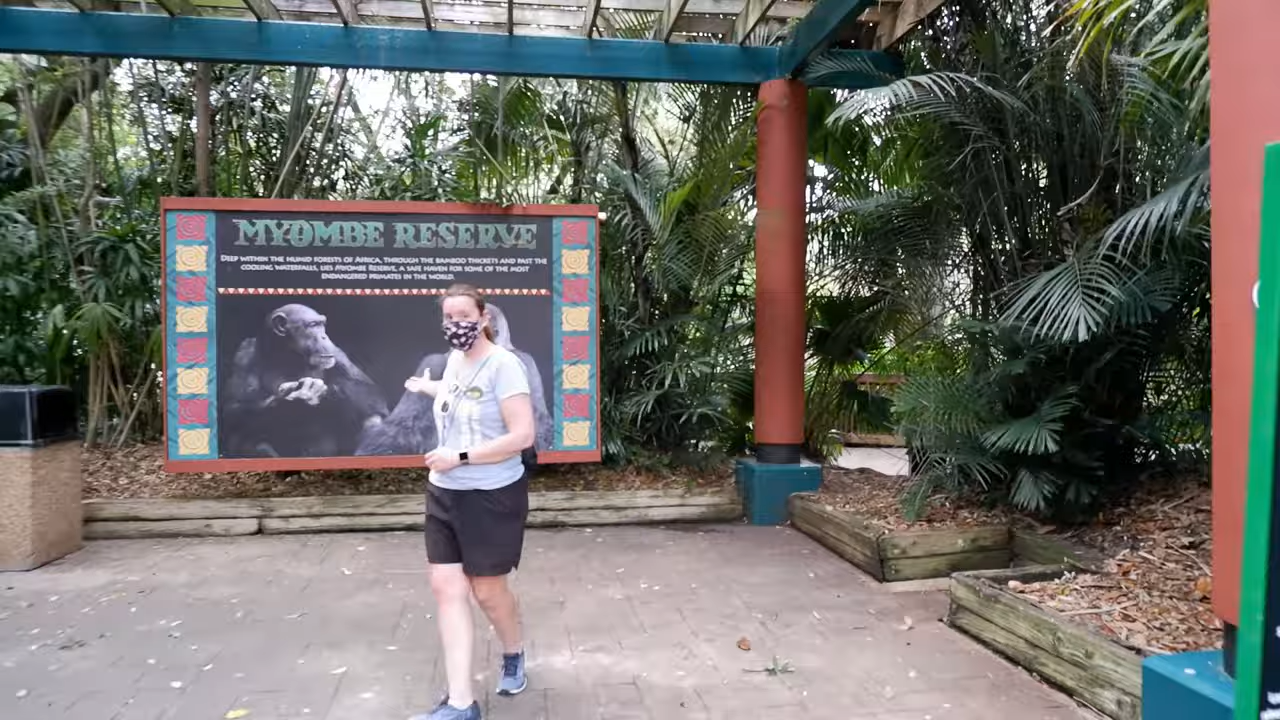 MYOMBE RESERVE
DEEP WITHIN THE HUMID FORESTS OF AFRICA, THROUGH THE BAMBOO THICKETS AND PAST THE
COOLING WATERFALLS, LIES MYOMBE RESERVE, A SAFE HAVEN FOR SOME OF THE MOST
ENDANGERED PRIMATES IN THE WORLD.